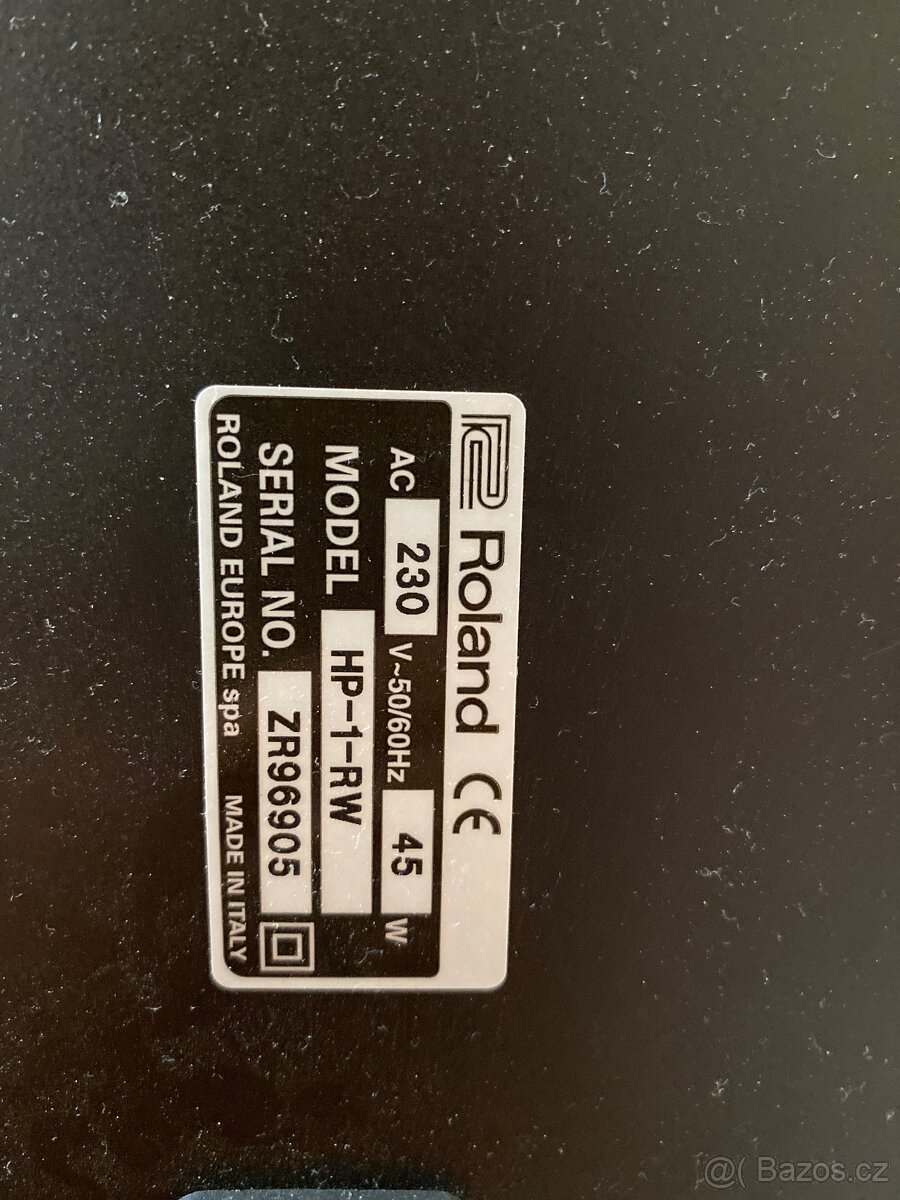 Roland CE
AC 230 V~50/60Hz 45 W
MODEL HP-1-RW
SERIAL NO. ZR96905
ROLAND EUROPE spa MADE IN ITALY
@( Bazos.cz